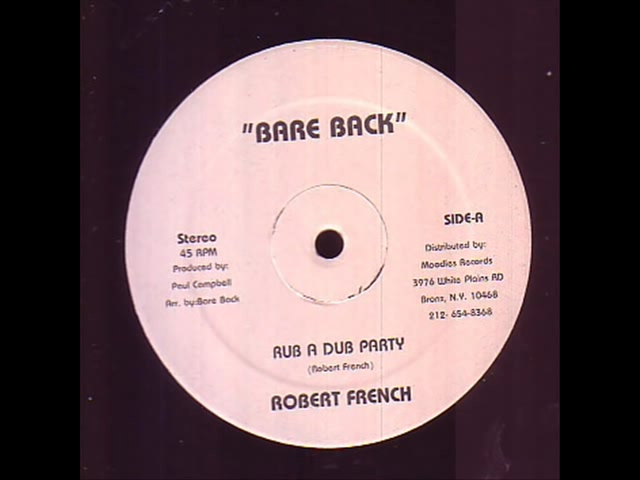 "BARE BACK"
SIDE-A
Stereo
45 RPM
Produced by:
Paul Campbell
Arr. by:Bare Back
Distributed by:
Moodies Records
3976 White Plains RD
Bronx, N.Y. 10468
212- 654-8368
RUB A DUB PARTY
(Robert French)
ROBERT FRENCH